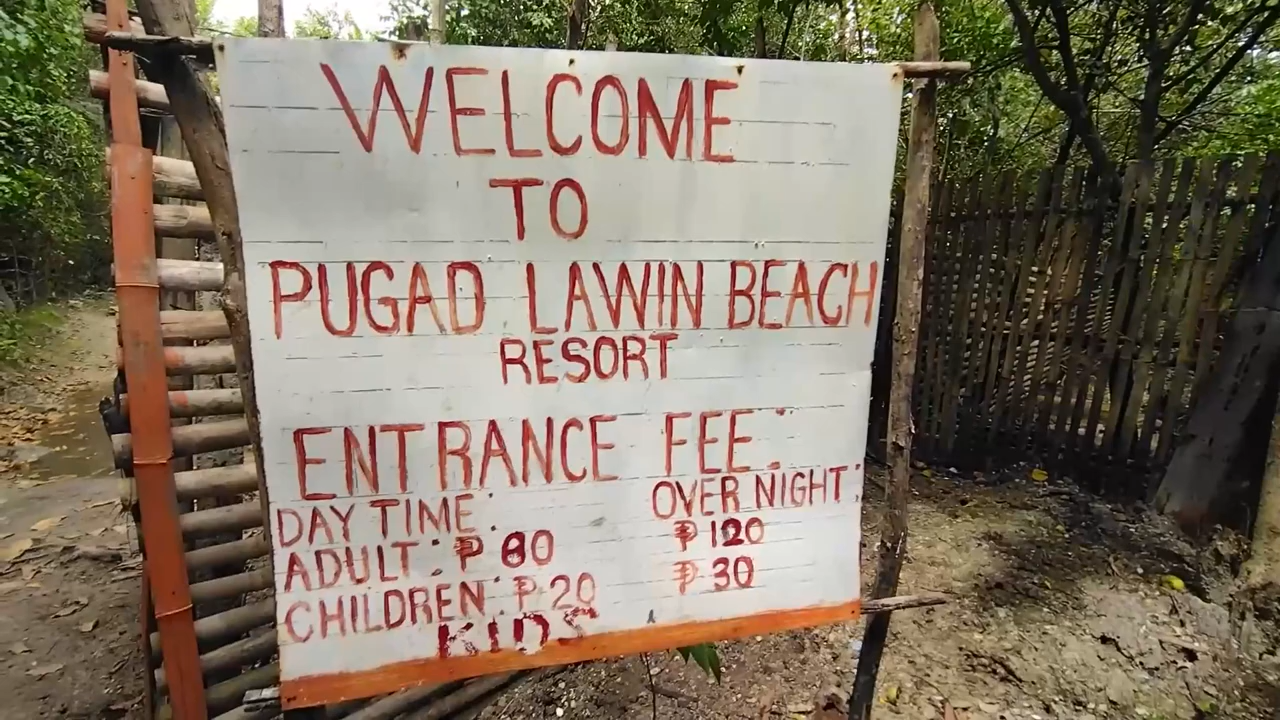 WELCOME
TO
PUGAD LAWIN BEACH
RESORT
ENTRANCE FEE:
DAY TIME: OVER NIGHT:
ADULT: ₱ 80 ₱ 120
CHILDREN: ₱ 20 ₱ 30
KIDS